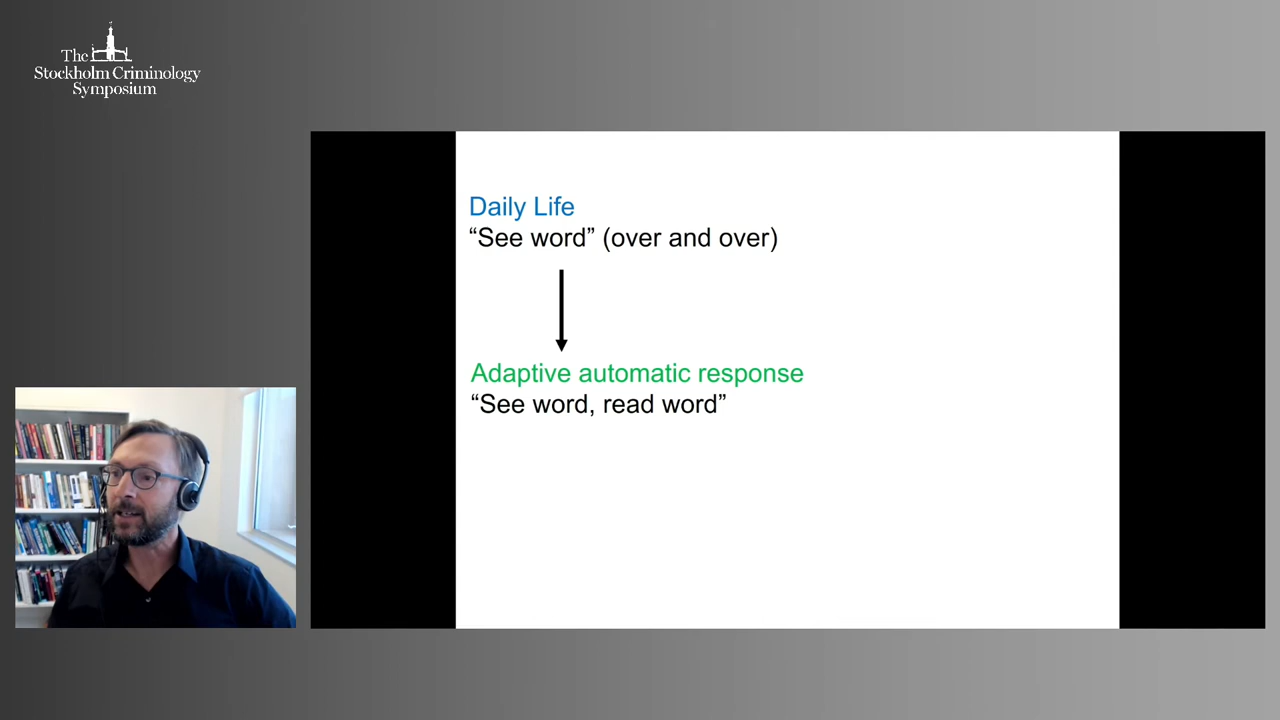 The
Stockholm Criminology
Symposium
Daily Life
“See word” (over and over)
Adaptive automatic response
“See word, read word”